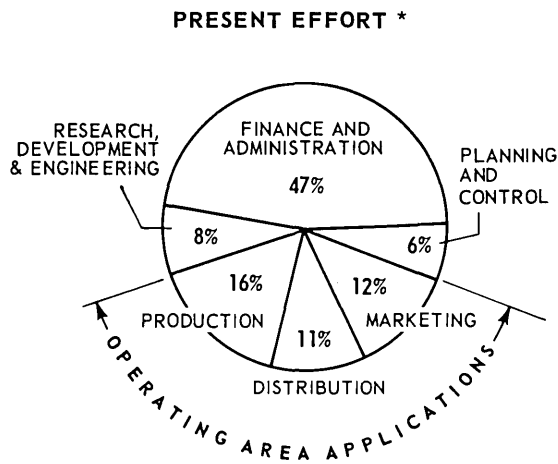 PRESENT EFFORT *
RESEARCH,
DEVELOPMENT
& ENGINEERING
FINANCE AND
ADMINISTRATION
47%
PLANNING
AND
CONTROL
8%
6%
16%
12%
PRODUCTION
11%
MARKETING
DISTRIBUTION
OPERATING AREA APPLICATIONS